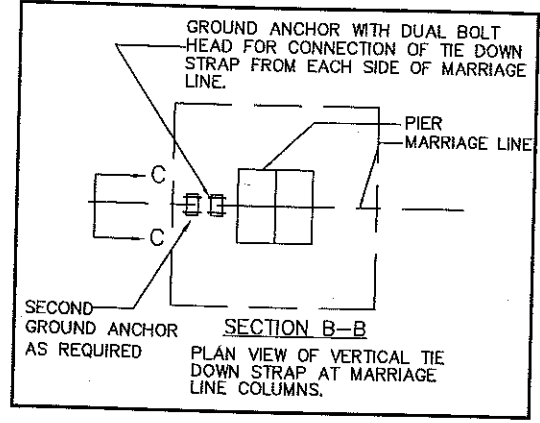 GROUND ANCHOR WITH DUAL BOLT
HEAD FOR CONNECTION OF TIE DOWN
STRAP FROM EACH SIDE OF MARRIAGE
LINE.
PIER
MARRIAGE LINE
C
C
SECOND
GROUND ANCHOR
AS REQUIRED
SECTION B-B
PLAN VIEW OF VERTICAL TIE
DOWN STRAP AT MARRIAGE
LINE COLUMNS.